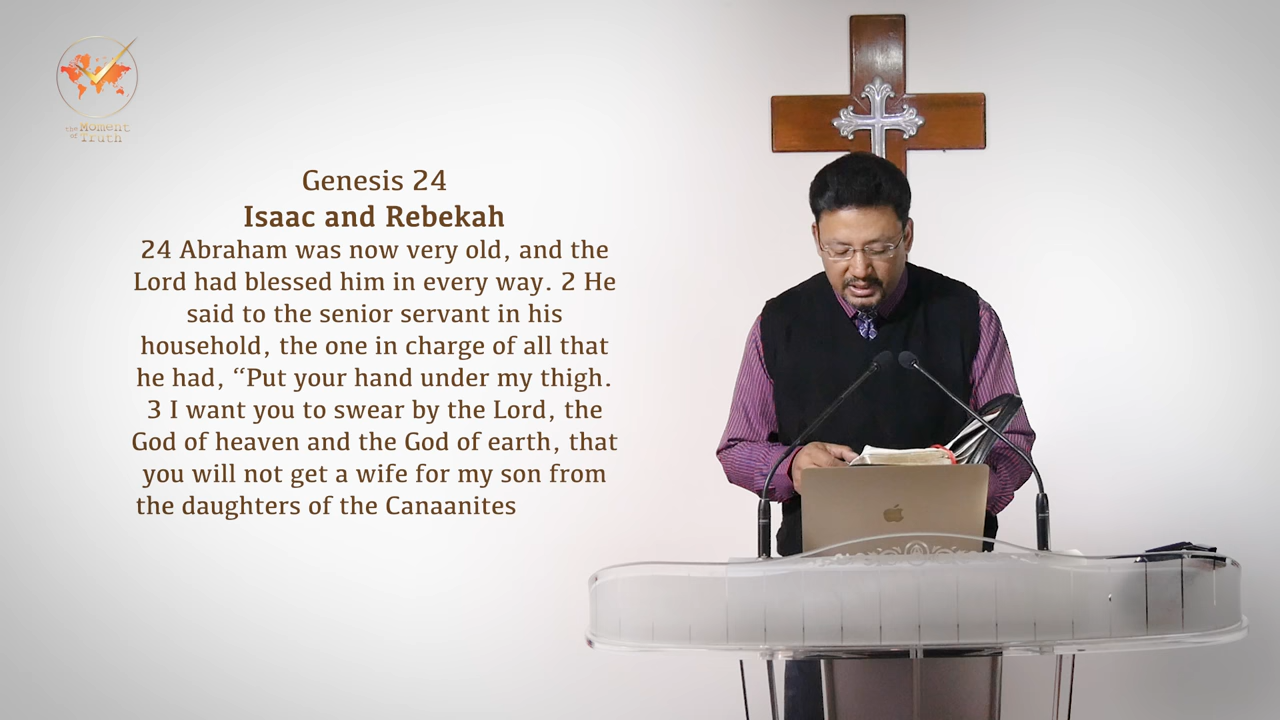 the Moment
of Truth
Genesis 24
Isaac and Rebekah
24 Abraham was now very old, and the
Lord had blessed him in every way. 2 He
said to the senior servant in his
household, the one in charge of all that
he had, “Put your hand under my thigh.
3 I want you to swear by the Lord, the
God of heaven and the God of earth, that
you will not get a wife for my son from
the daughters of the Canaanites